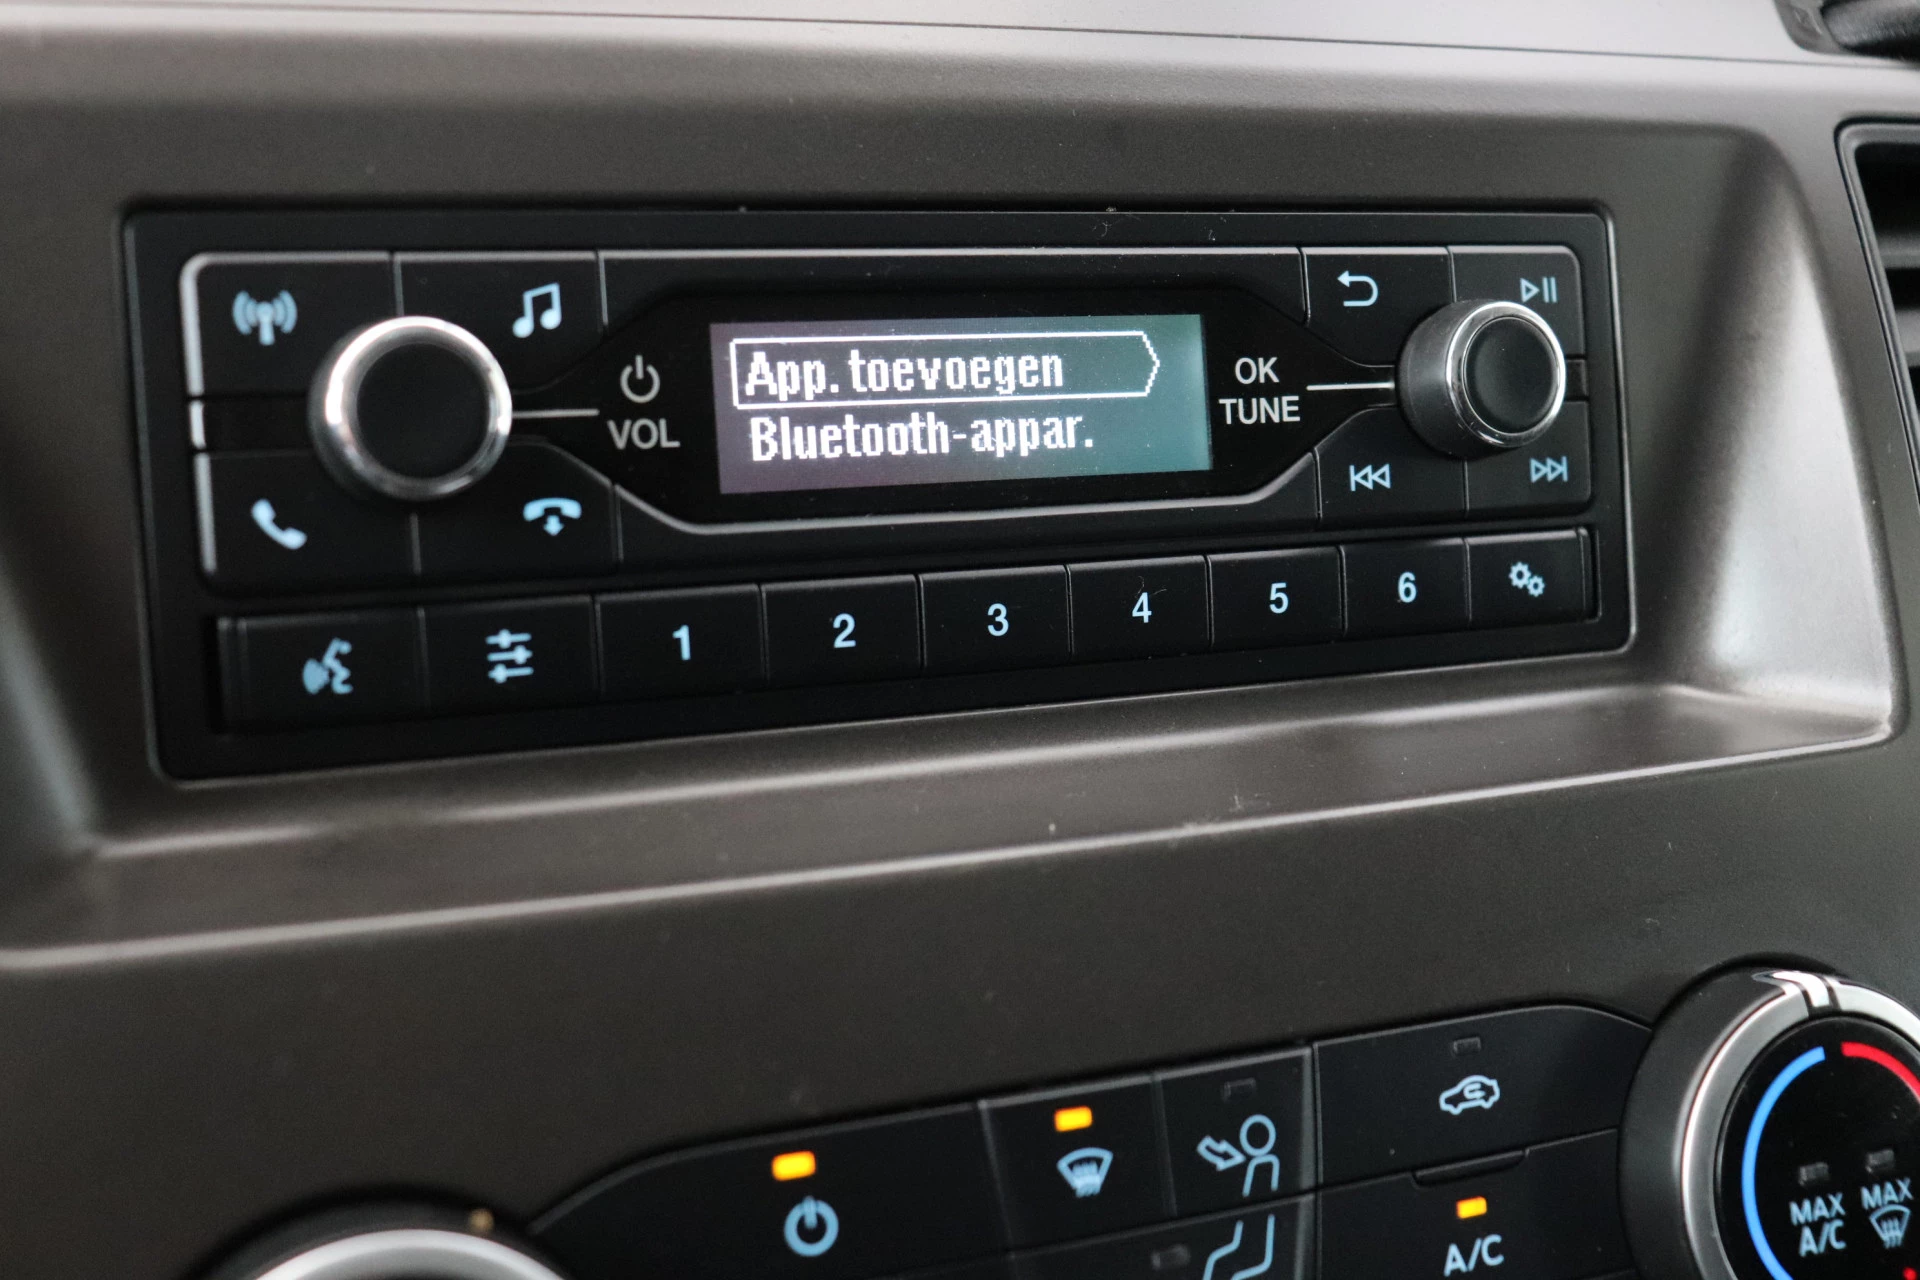 App. toevoegen
Bluetooth-appar.
VOL
OK
TUNE
1 2 3 4 5 6
A/C
MAX
A/C
MAX